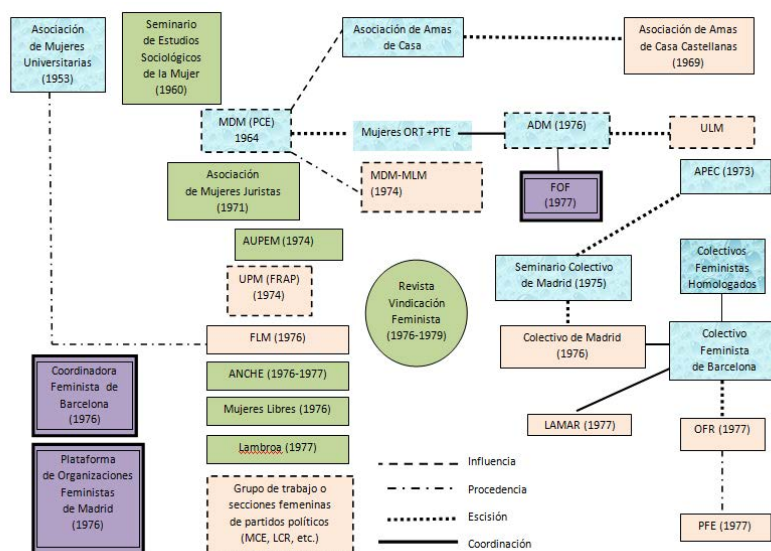 Asociación
de Mujeres
Universitarias
(1953)
Seminario
de Estudios
Sociológicos
de la Mujer
(1960)
Asociación de Amas
de Casa
Asociación de Amas
de Casa Castellanas
(1969)
MDM (PCE)
1964
Mujeres ORT +PTE
ADM (1976)
ULM
Asociación
de Mujeres Juristas
(1971)
MDM-MLM
(1974)
FOF
(1977)
APEC (1973)
AUPEM (1974)
UPM (FRAP)
(1974)
Revista
Vindicación
Feminista
(1976-1979)
Seminario Colectivo
de Madrid
(1975)
Colectivos
Feministas
Homologados
FLM (1976)
Colectivo de Madrid
(1976)
Colectivo
Feminista
de Barcelona
Coordinadora
Feminista de
Barcelona
(1976)
ANCHE (1976-1977)
Mujeres Libres (1976)
LAMAR (1977)
OFR (1977)
Lambroa (1977)
Plataforma
de Organizaciones
Feministas
de Madrid
(1976)
Grupo de trabajo o
secciones femeninas
de partidos políticos
(MCE, LCR, etc.)
Influencia
Procedencia
Escisión
Coordinación
PFE (1977)